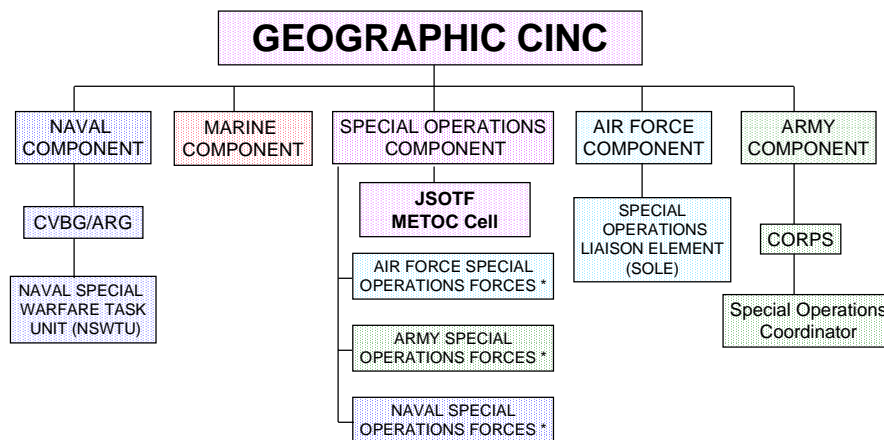 GEOGRAPHIC CINC
NAVAL
COMPONENT
MARINE
COMPONENT
SPECIAL OPERATIONS
COMPONENT
AIR FORCE
COMPONENT
ARMY
COMPONENT
CVBG/ARG
NAVAL SPECIAL
WARFARE TASK
UNIT (NSWTU)
JSOTF
METOC Cell
AIR FORCE SPECIAL
OPERATIONS FORCES *
ARMY SPECIAL
OPERATIONS FORCES *
NAVAL SPECIAL
OPERATIONS FORCES *
SPECIAL
OPERATIONS
LIAISON ELEMENT
(SOLE)
CORPS
Special Operations
Coordinator